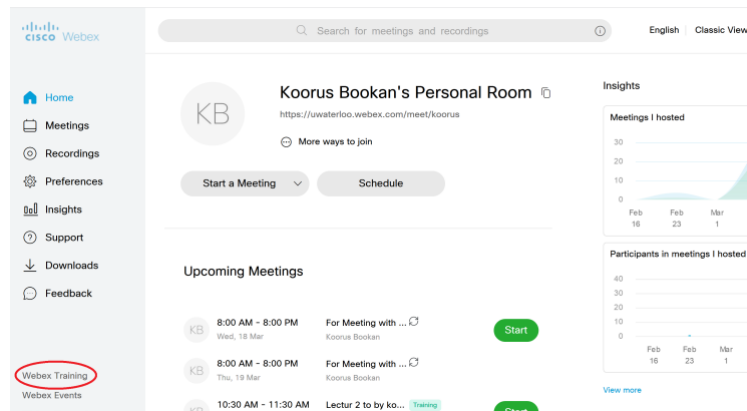 CISCO Webex
Search for meetings and recordings
English
Classic View
Home
Meetings
Recordings
Preferences
Insights
Support
Downloads
Feedback
Webex Training
Webex Events
KB
Koorus Bookan's Personal Room
https://uwaterloo.webex.com/meet/koorus
More ways to join
Start a Meeting
Schedule
Upcoming Meetings
KB
8:00 AM - 8:00 PM
For Meeting with ...
Start
Wed, 18 Mar
Koorus Bookan
KB
8:00 AM - 8:00 PM
For Meeting with ...
Thu, 19 Mar
Koorus Bookan
KB
10:30 AM - 11:30 AM
Lectur 2 to by ko...
Training
Start
Insights
Meetings I hosted
30
20
10
0
Feb Feb Mar
16 23 1
Participants in meetings I hosted
40
30
20
10
0
Feb Feb Mar
16 23 1
View more